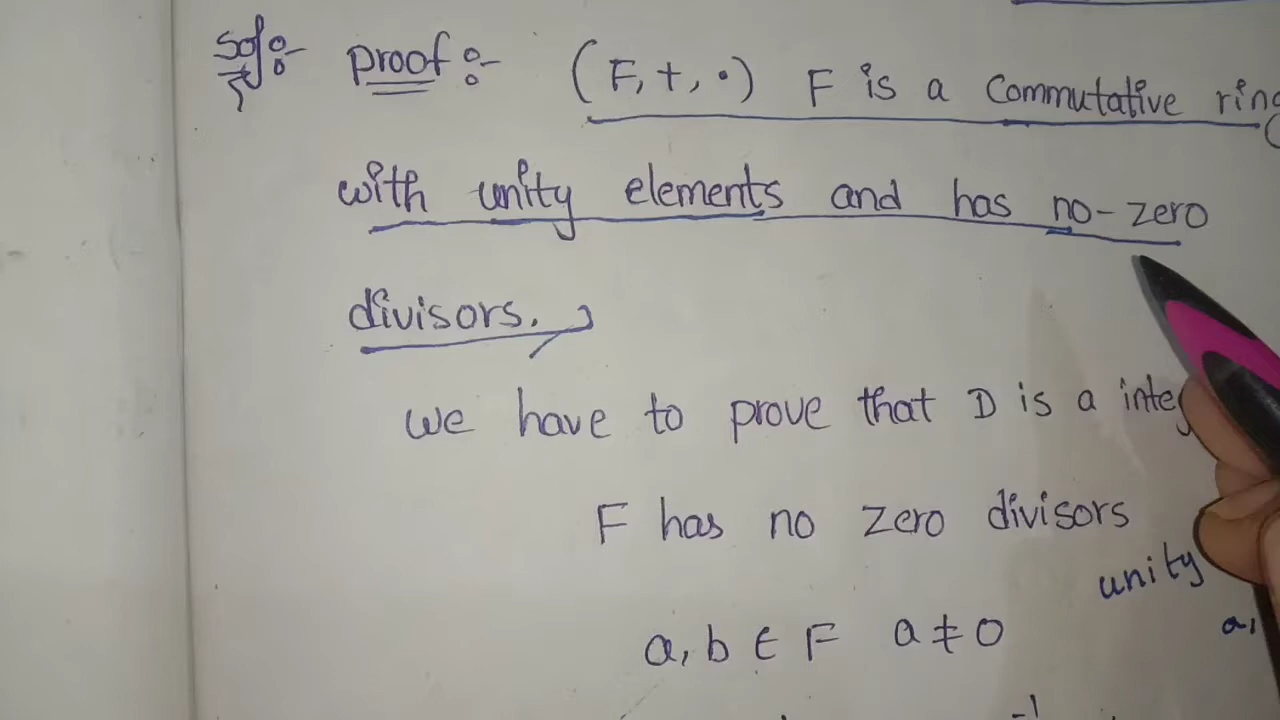 Sol:- Proof :- (F, +, ·) F is a Commutative ring
with unity elements and has no-zero
divisors.
We have to prove that D is a inte
F has no zero divisors
unity
a, b ∈ F a ≠ 0
a,
-1